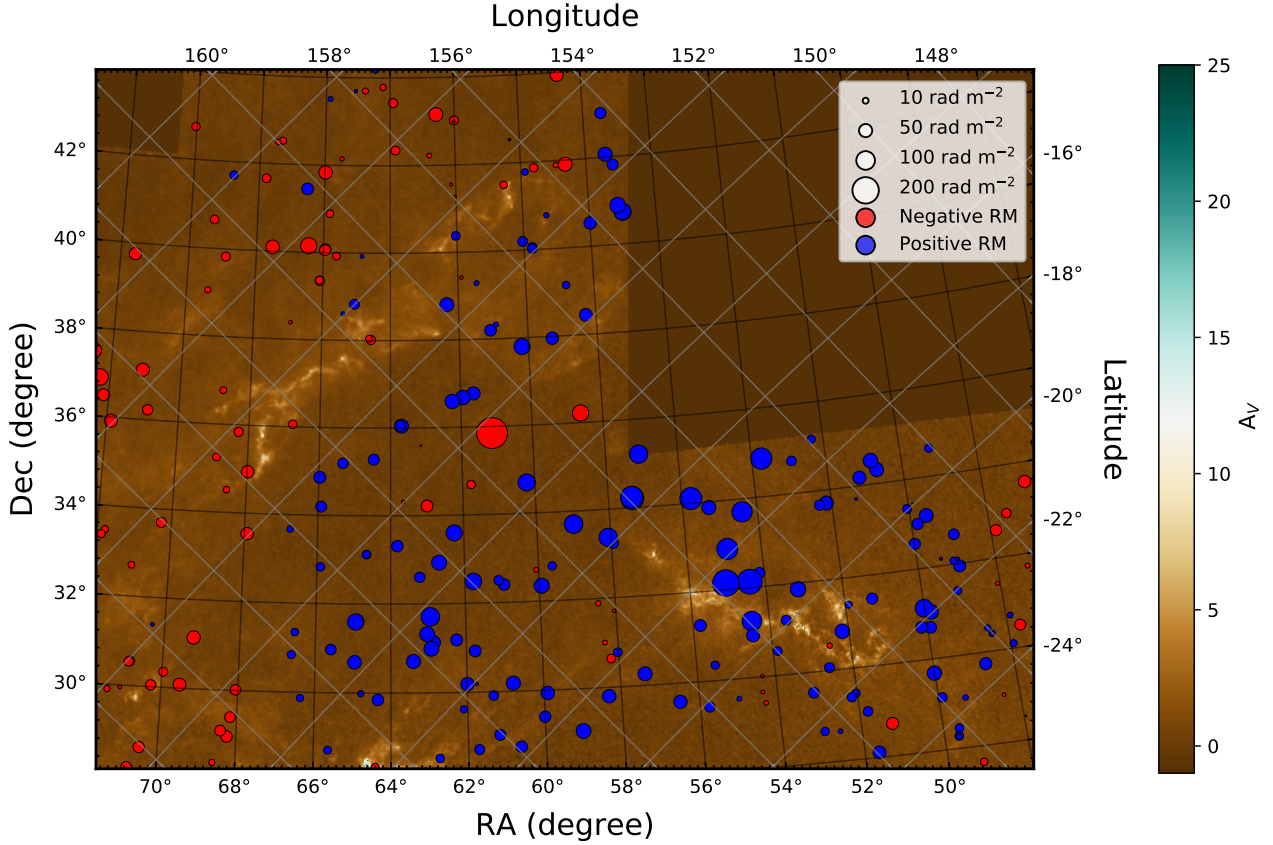 Longitude
160° 158° 156° 154° 152° 150° 148°
10 rad m⁻²
50 rad m⁻²
100 rad m⁻²
200 rad m⁻²
Negative RM
Positive RM
42°
40°
38°
36°
34°
32°
30°
Dec (degree)
-16°
-18°
-20°
-22°
-24°
Latitude
70° 68° 66° 64° 62° 60° 58° 56° 54° 52° 50°
RA (degree)
25
20
15
10
5
0
A_V